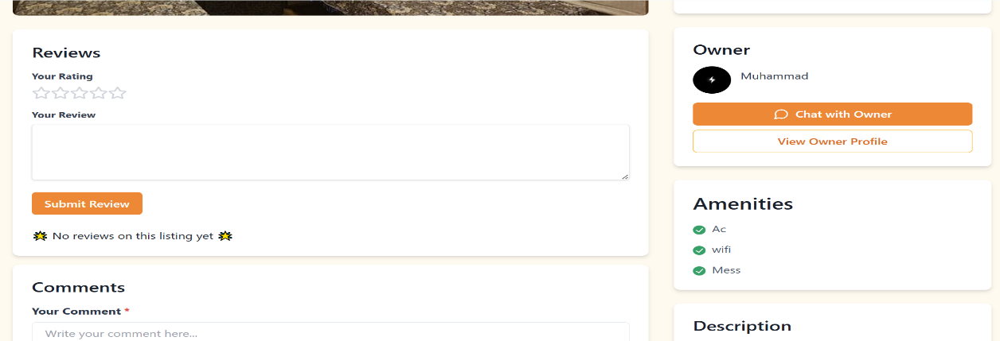 Reviews
Your Rating
Your Review
Submit Review
No reviews on this listing yet
Comments
Your Comment *
Write your comment here...
Owner
Muhammad
Chat with Owner
View Owner Profile
Amenities
Ac
wifi
Mess
Description